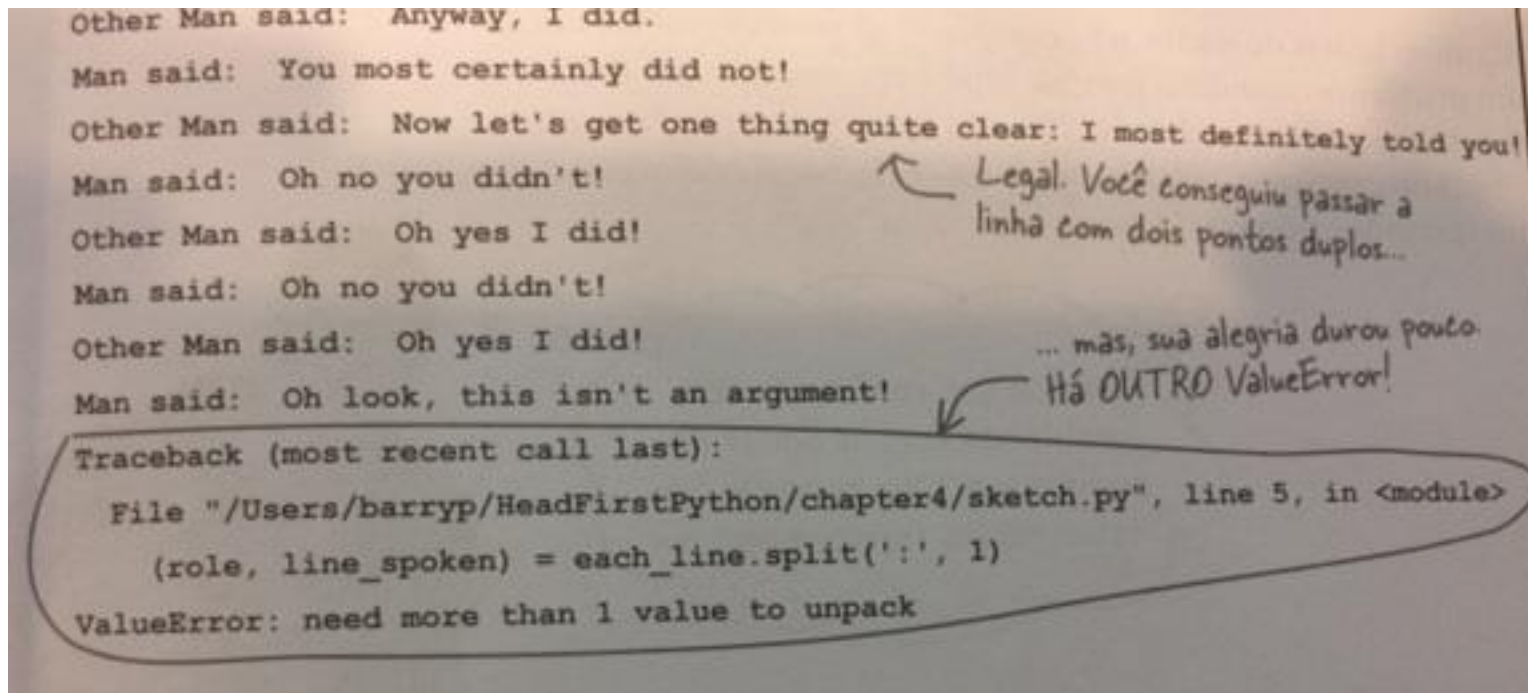 Other Man said:  Anyway, I did.
Man said:  You most certainly did not!
Other Man said:  Now let's get one thing quite clear: I most definitely told you!
Legal. Você conseguiu passar a
linha com dois pontos duplos...
Man said:  Oh no you didn't!
Other Man said:  Oh yes I did!
Man said:  Oh no you didn't!
Other Man said:  Oh yes I did!
... mas, sua alegria durou pouco.
Há OUTRO ValueError!
Man said:  Oh look, this isn't an argument!
Traceback (most recent call last):
  File "/Users/barryp/HeadFirstPython/chapter4/sketch.py", line 5, in <module>
    (role, line_spoken) = each_line.split(':', 1)
ValueError: need more than 1 value to unpack